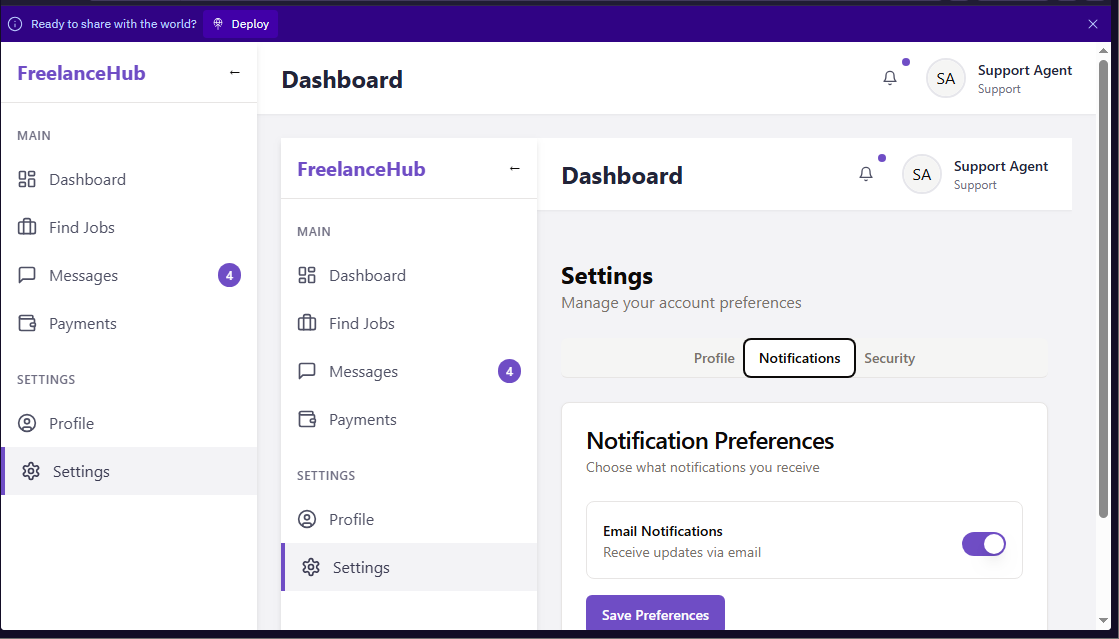 Ready to share with the world? Deploy
FreelanceHub ←
MAIN
Dashboard
Find Jobs
Messages 4
Payments
SETTINGS
Profile
Settings
Dashboard
SA
Support Agent
Support
FreelanceHub ←
MAIN
Dashboard
Find Jobs
Messages 4
Payments
SETTINGS
Profile
Settings
Dashboard
SA
Support Agent
Support
Settings
Manage your account preferences
Profile Notifications Security
Notification Preferences
Choose what notifications you receive
Email Notifications
Receive updates via email
Save Preferences